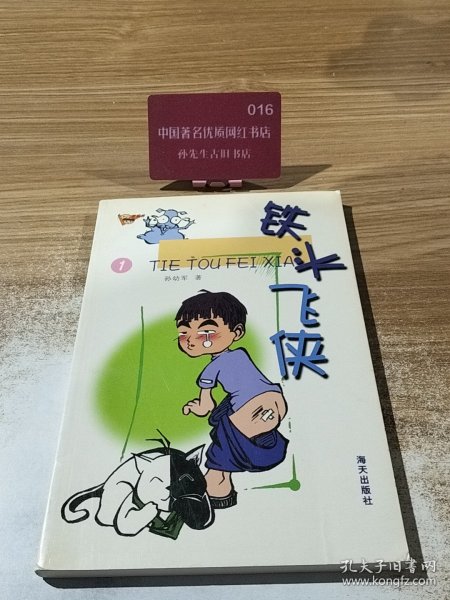 016
中国著名优质网红书店
孙先生古旧书店
铁头飞侠
1
TIE TOU FEI XIA
孙幼军 著
海天出版社
孔夫子旧书网
www.kongfz.com